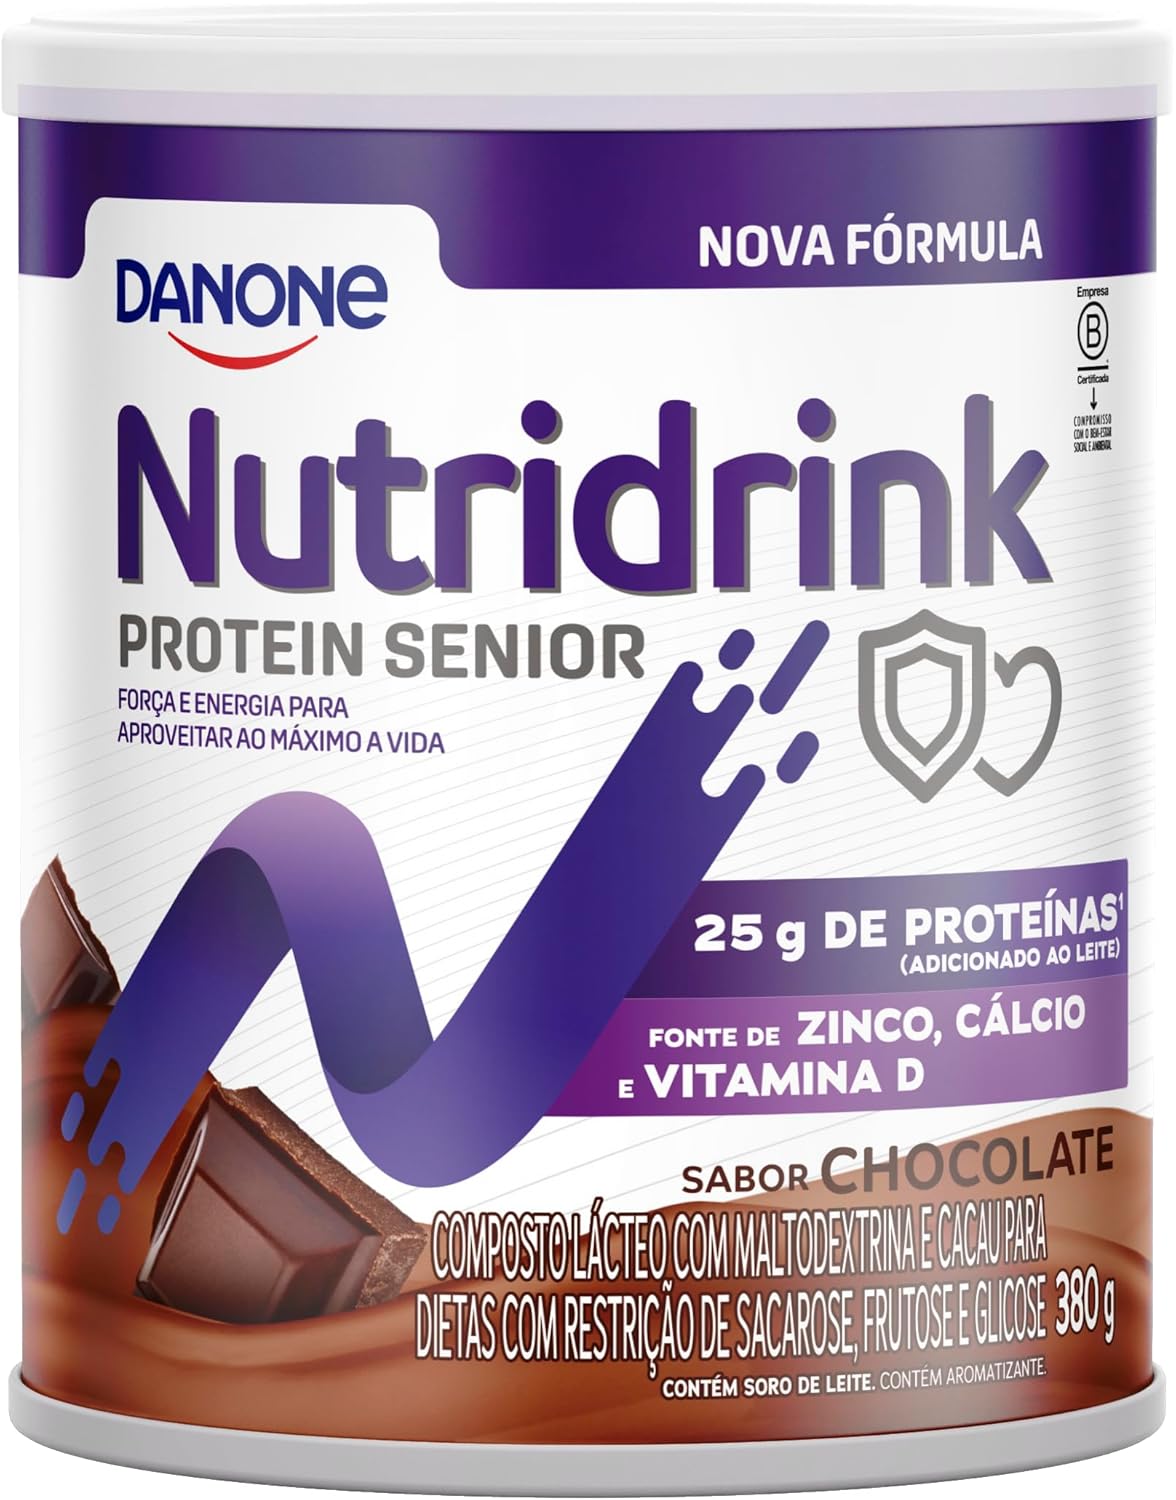 NOVA FÓRMULA
DANONE
Empresa
B
Certificada
COMPROMISSO
COM O BEM-ESTAR
SOCIAL E AMBIENTAL
Nutridrink
PROTEIN SENIOR
FORÇA E ENERGIA PARA
APROVEITAR AO MÁXIMO A VIDA
25 g DE PROTEÍNAS¹
(ADICIONADO AO LEITE)
FONTE DE ZINCO, CÁLCIO
E VITAMINA D
SABOR CHOCOLATE
COMPOSTO LÁCTEO COM MALTODEXTRINA E CACAU PARA
DIETAS COM RESTRIÇÃO DE SACAROSE, FRUTOSE E GLICOSE 380 g
CONTÉM SORO DE LEITE. CONTÉM AROMATIZANTE.